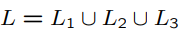 L = L₁ ∪ L₂ ∪ L₃